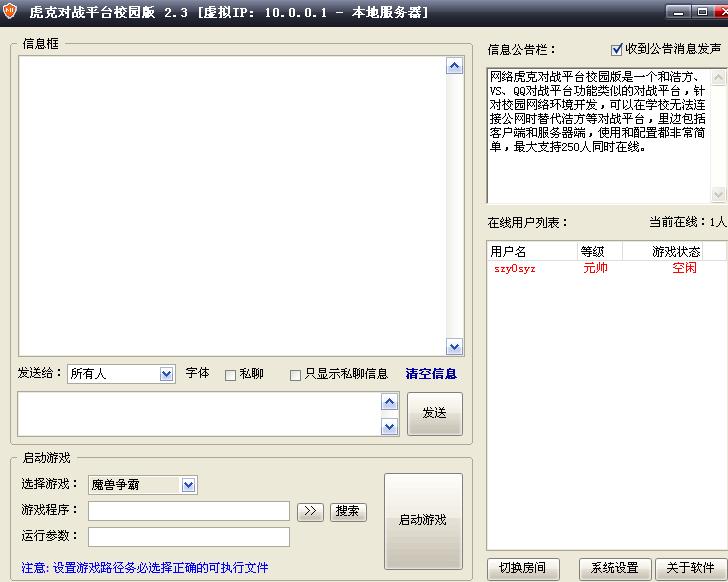 虎克对战平台校园版 2.3 [虚拟IP: 10.0.0.1 - 本地服务器]
信息框
信息公告栏：
收到公告消息发声
网络虎克对战平台校园版是一个和浩方、
VS、QQ对战平台功能类似的对战平台，针
对校园网络环境开发，可以在学校无法连
接公网时替代浩方等对战平台，里边包括
客户端和服务器端，使用和配置都非常简
单，最大支持250人同时在线。
在线用户列表：
当前在线：1人
用户名 等级 游戏状态
szy0syz 元帅 空闲
发送给： 所有人 字体 私聊 只显示私聊信息 清空信息
发送
启动游戏
选择游戏： 魔兽争霸
游戏程序： >> 搜索
运行参数：
启动游戏
注意: 设置游戏路径务必选择正确的可执行文件
切换房间 系统设置 关于软件